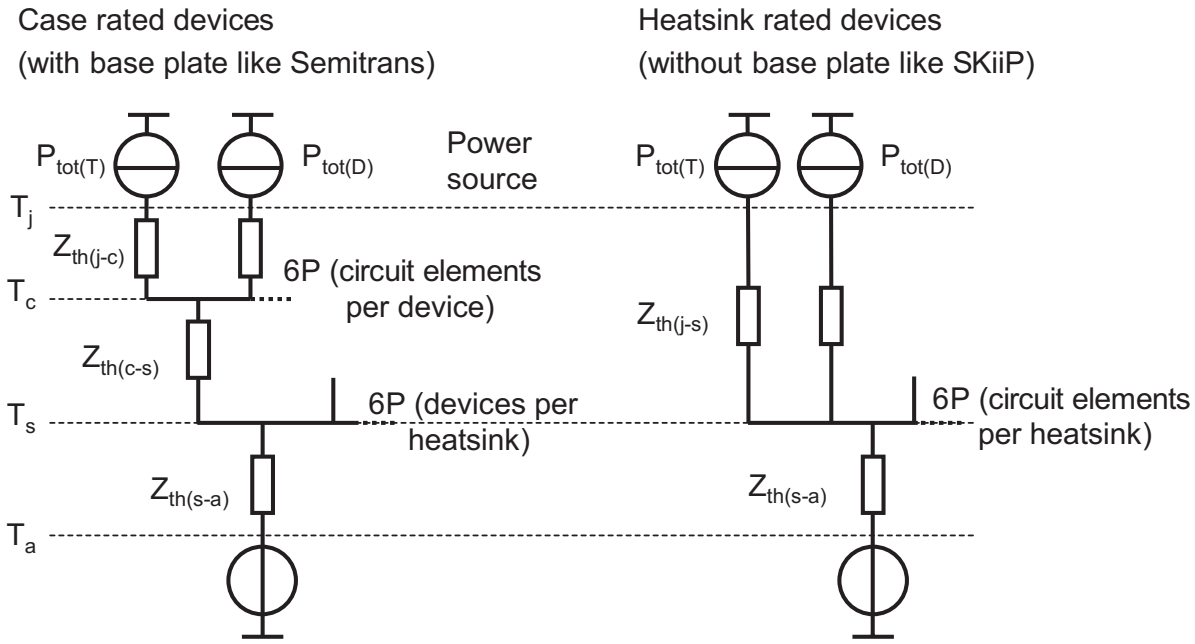 Case rated devices
(with base plate like Semitrans)
Heatsink rated devices
(without base plate like SKiiP)
P_tot(T)
P_tot(D)
Power
source
P_tot(T)
P_tot(D)
T_j
Z_th(j-c)
6P (circuit elements
per device)
T_c
Z_th(j-s)
Z_th(c-s)
T_s
6P (devices per
heatsink)
6P (circuit elements
per heatsink)
Z_th(s-a)
Z_th(s-a)
T_a